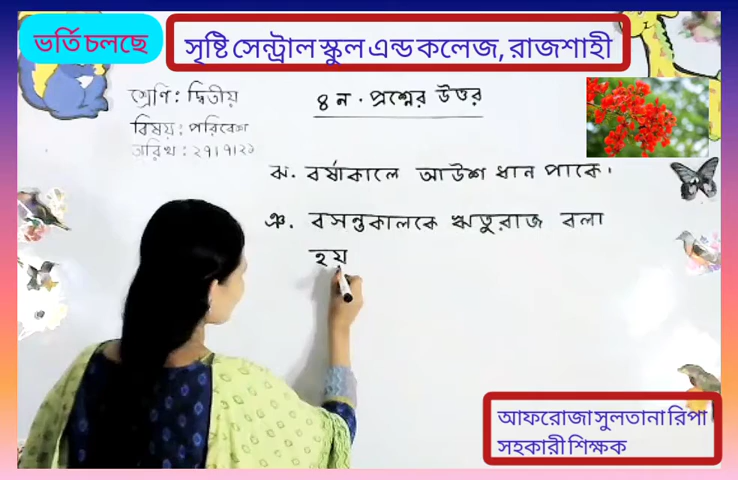 ভর্তি চলছে
সৃষ্টি সেন্ট্রাল স্কুল এন্ড কলেজ, রাজশাহী
শ্রেণি: দ্বিতীয়
বিষয়: পরিবেশ
তারিখ: ২৭।৭।২১
৪ ন. প্রশ্নের উত্তর
ঝ. বর্ষাকালে আউশ ধান পাকে।
ঞ. বসন্তকালকে ঋতুরাজ বলা
হয়
আফরোজা সুলতানা রিপা
সহকারী শিক্ষক